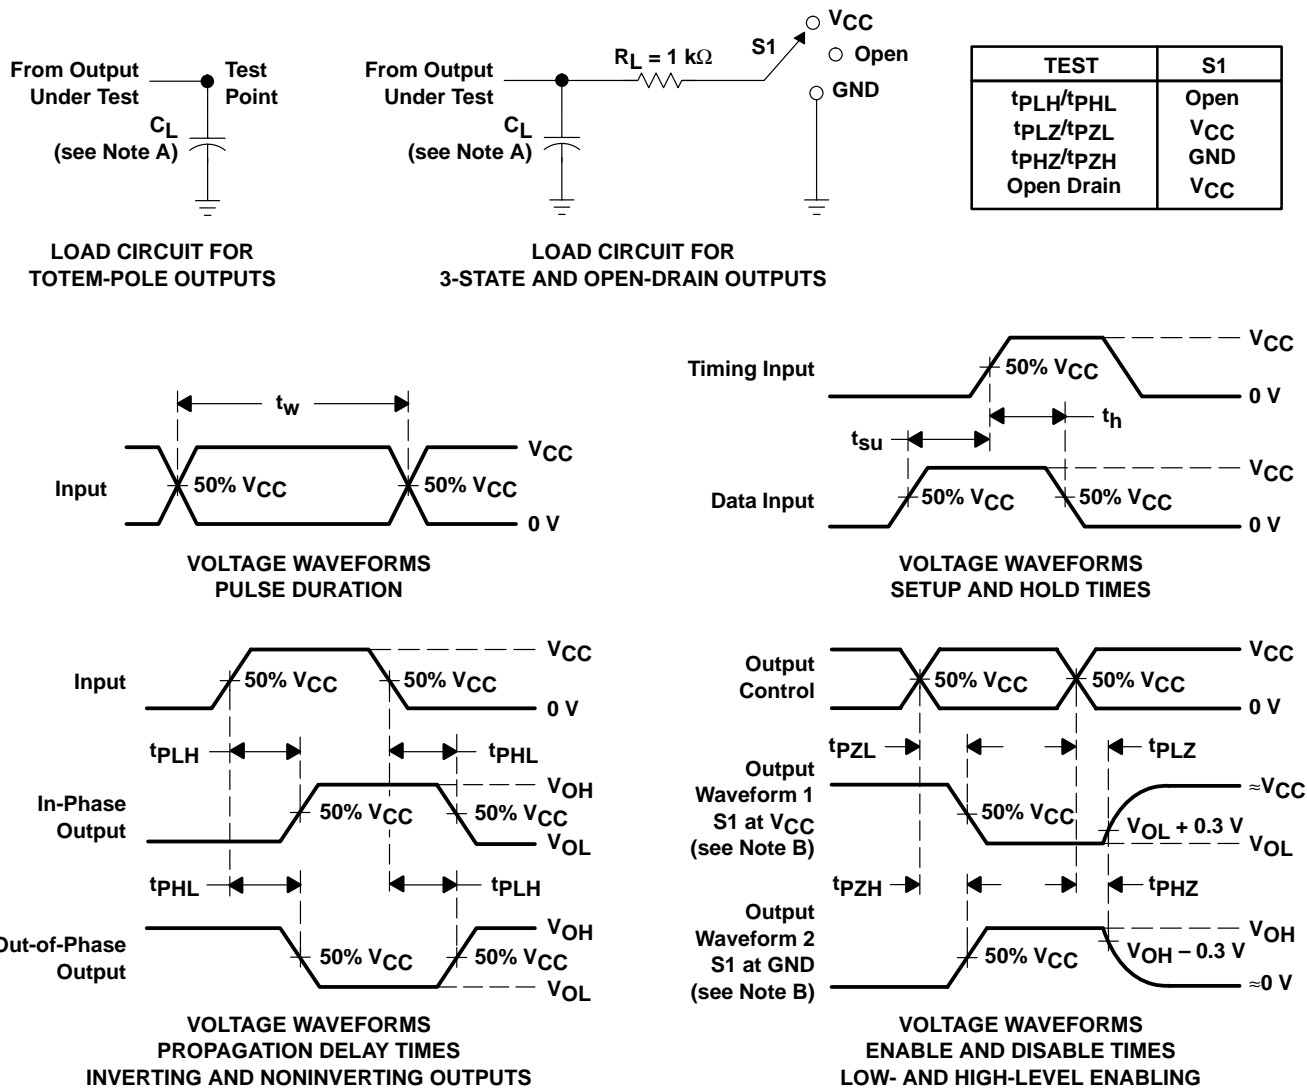 From Output
Under Test
Test
Point
CL
(see Note A)
LOAD CIRCUIT FOR
TOTEM-POLE OUTPUTS
From Output
Under Test
RL = 1 kΩ
S1
VCC
Open
GND
CL
(see Note A)
LOAD CIRCUIT FOR
3-STATE AND OPEN-DRAIN OUTPUTS
TEST S1
tPLH/tPHL Open
tPLZ/tPZL VCC
tPHZ/tPZH GND
Open Drain VCC
tw
Input
50% VCC
50% VCC
VCC
0 V
VOLTAGE WAVEFORMS
PULSE DURATION
Timing Input
50% VCC
VCC
0 V
tsu
th
Data Input
50% VCC
50% VCC
VCC
0 V
VOLTAGE WAVEFORMS
SETUP AND HOLD TIMES
Input
50% VCC
50% VCC
VCC
0 V
tPLH
tPHL
In-Phase
Output
50% VCC
50% VCC
VOH
VOL
tPHL
tPLH
Out-of-Phase
Output
50% VCC
50% VCC
VOH
VOL
VOLTAGE WAVEFORMS
PROPAGATION DELAY TIMES
INVERTING AND NONINVERTING OUTPUTS
Output
Control
50% VCC
50% VCC
VCC
0 V
tPZL
tPLZ
Output
Waveform 1
S1 at VCC
(see Note B)
50% VCC
≈VCC
VOL + 0.3 V
VOL
tPZH
tPHZ
Output
Waveform 2
S1 at GND
(see Note B)
50% VCC
VOH
VOH – 0.3 V
≈0 V
VOLTAGE WAVEFORMS
ENABLE AND DISABLE TIMES
LOW- AND HIGH-LEVEL ENABLING